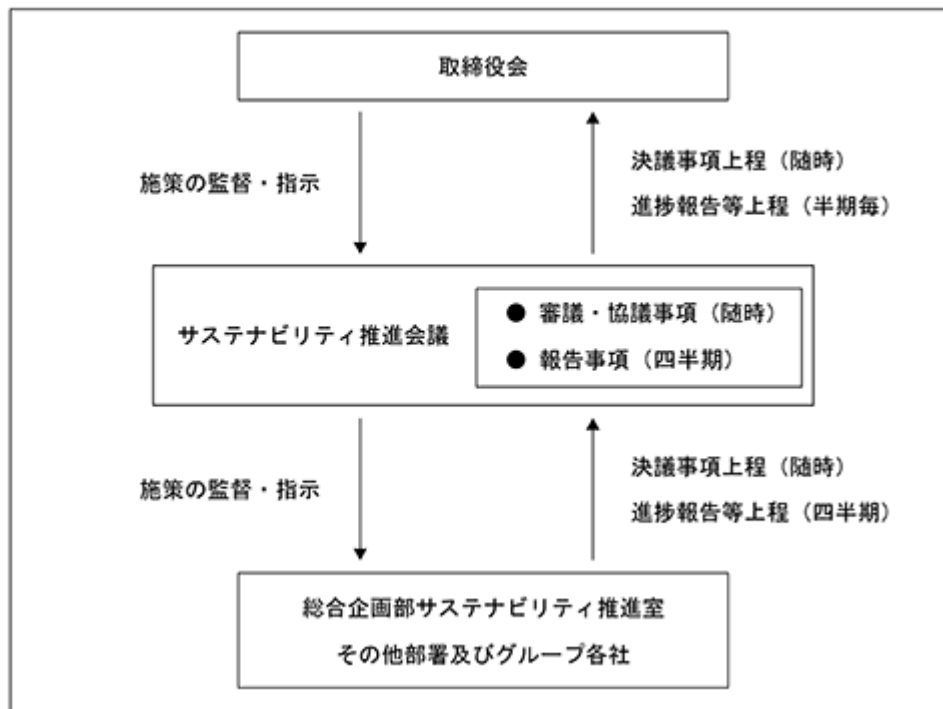 取締役会
施策の監督・指示
決議事項上程（随時）
進捗報告等上程（半期毎）
サステナビリティ推進会議
● 審議・協議事項（随時）
● 報告事項（四半期）
施策の監督・指示
決議事項上程（随時）
進捗報告等上程（四半期）
総合企画部サステナビリティ推進室
その他部署及びグループ各社